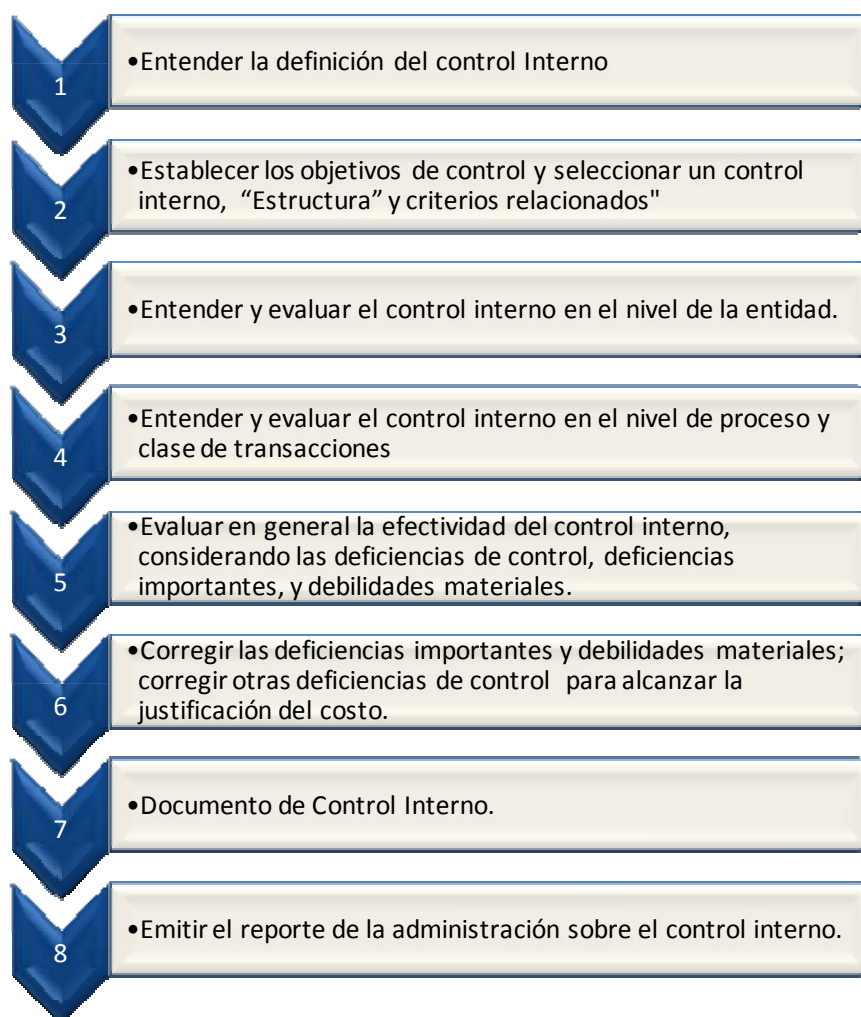 1
•Entender la definición del control Interno
2
•Establecer los objetivos de control y seleccionar un control
interno, “Estructura” y criterios relacionados"
3
•Entender y evaluar el control interno en el nivel de la entidad.
4
•Entender y evaluar el control interno en el nivel de proceso y
clase de transacciones
5
•Evaluar en general la efectividad del control interno,
considerando las deficiencias de control, deficiencias
importantes, y debilidades materiales.
6
•Corregir las deficiencias importantes y debilidades materiales;
corregir otras deficiencias de control para alcanzar la
justificación del costo.
7
•Documento de Control Interno.
8
•Emitir el reporte de la administración sobre el control interno.